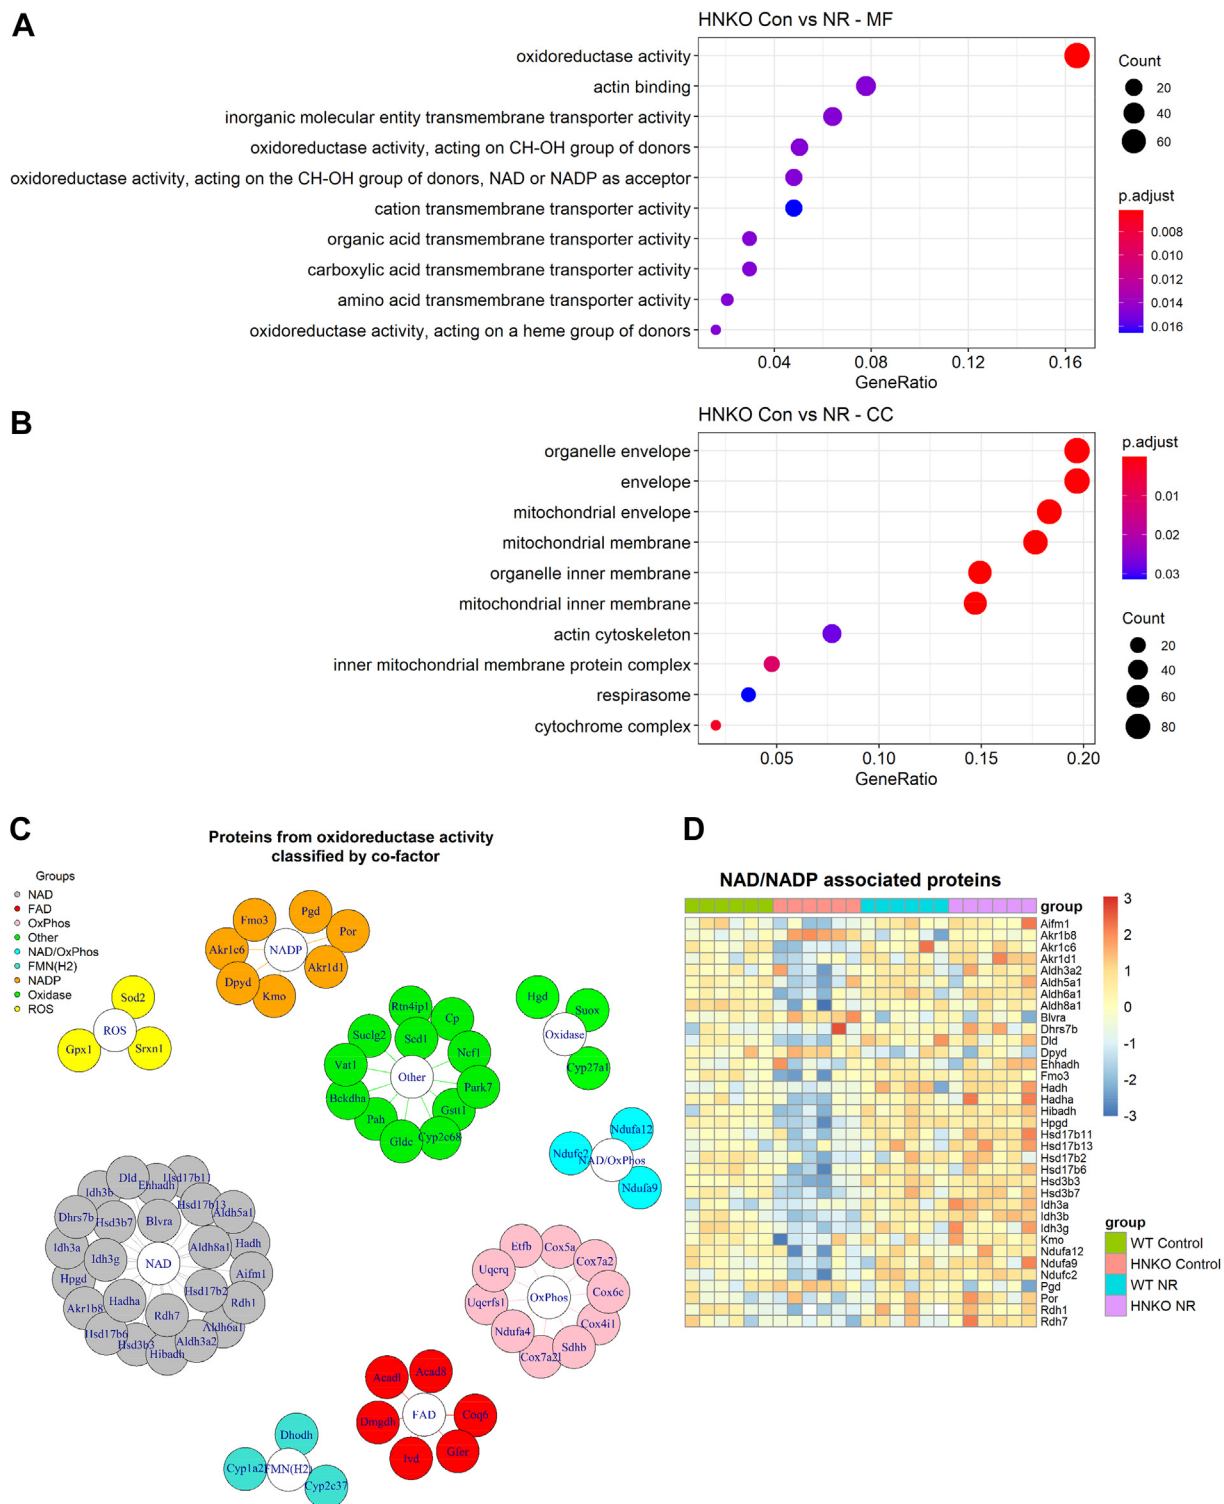 A
HNKO Con vs NR - MF
oxidoreductase activity
actin binding
inorganic molecular entity transmembrane transporter activity
oxidoreductase activity, acting on CH-OH group of donors
oxidoreductase activity, acting on the CH-OH group of donors, NAD or NADP as acceptor
cation transmembrane transporter activity
organic acid transmembrane transporter activity
carboxylic acid transmembrane transporter activity
amino acid transmembrane transporter activity
oxidoreductase activity, acting on a heme group of donors
0.04 0.08 0.12 0.16
GeneRatio
Count
20
40
60
p.adjust
0.008
0.010
0.012
0.014
0.016
B
HNKO Con vs NR - CC
organelle envelope
envelope
mitochondrial envelope
mitochondrial membrane
organelle inner membrane
mitochondrial inner membrane
actin cytoskeleton
inner mitochondrial membrane protein complex
respirasome
cytochrome complex
0.05 0.10 0.15 0.20
GeneRatio
p.adjust
0.01
0.02
0.03
Count
20
40
60
80
C
Proteins from oxidoreductase activity
classified by co-factor
Groups
NAD
FAD
OxPhos
Other
NAD/OxPhos
FMN(H2)
NADP
Oxidase
ROS
Fmo3
Pgd
Por
Akr1c6
NADP
Akr1d1
Dpyd
Kmo
Sod2
ROS
Gpx1
Srxn1
Rtn4ip1
Cp
Suclg2
Scd1
Ncf1
Vat1
Other
Park7
Bckdha
Gstt1
Pah
Gldc
Cyp2c68
Hgd
Suox
Oxidase
Cyp27a1
Ndufa12
Ndufc2
NAD/OxPhos
Ndufa9
Dld
Ehhadh
Hsd17b11
Idh3b
Hsd17b13
Dhrs7b
Hsd3b7
Blvra
Aldh5a1
Idh3a
Idh3g
Aldh8a1
Hadh
NAD
Hpgd
Aifm1
Akr1b8
Hadha
Hsd17b2
Rdh1
Rdh7
Hsd17b6
Hsd3b3
Aldh6a1
Aldh3a2
Hibadh
Etfb
Cox5a
Cox7a2
Uqcrq
OxPhos
Cox6c
Uqcrfs1
Cox4i1
Ndufa4
Sdhb
Cox7a2l
Acadl
Acad8
Dmgdh
FAD
Coq6
Ivd
Gfer
Dhodh
Cyp1a2
FMN(H2)
Cyp2c37
D
NAD/NADP associated proteins
group
Aifm1
Akr1b8
Akr1c6
Akr1d1
Aldh3a2
Aldh5a1
Aldh6a1
Aldh8a1
Blvra
Dhrs7b
Dld
Dpyd
Ehhadh
Fmo3
Hadh
Hadha
Hibadh
Hpgd
Hsd17b11
Hsd17b13
Hsd17b2
Hsd17b6
Hsd3b3
Hsd3b7
Idh3a
Idh3b
Idh3g
Kmo
Ndufa12
Ndufa9
Ndufc2
Pgd
Por
Rdh1
Rdh7
3
2
1
0
-1
-2
-3
group
WT Control
HNKO Control
WT NR
HNKO NR